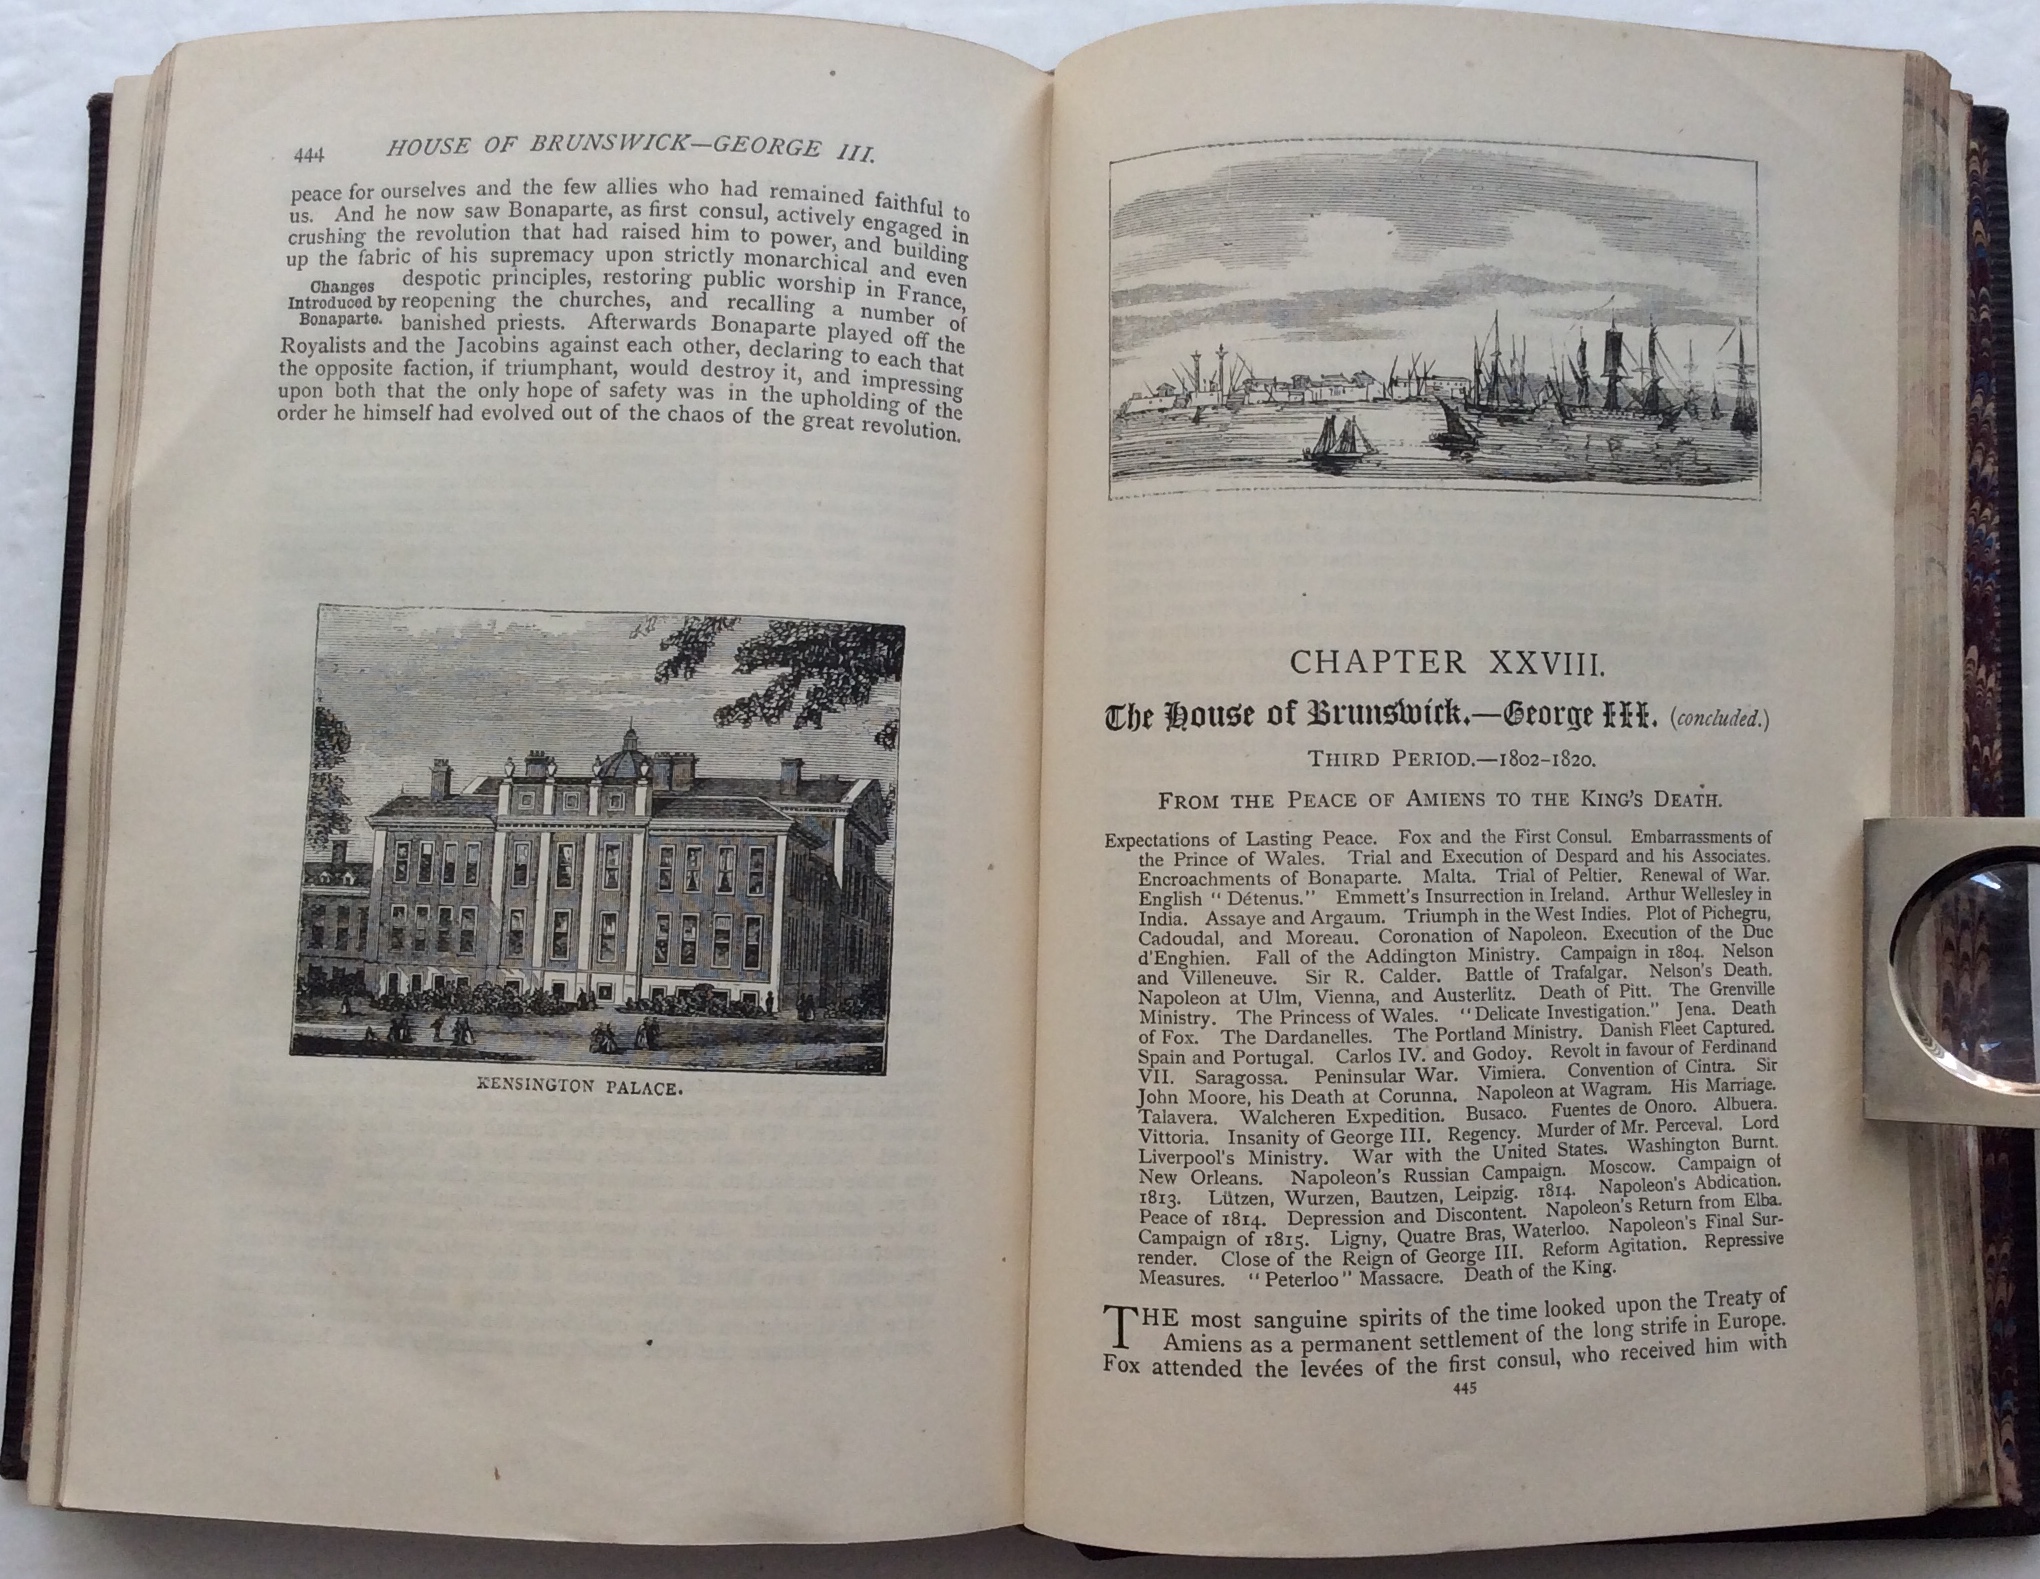 444 HOUSE OF BRUNSWICK—GEORGE III.
peace for ourselves and the few allies who had remained faithful to
us. And he now saw Bonaparte, as first consul, actively engaged in
crushing the revolution that had raised him to power, and building
up the fabric of his supremacy upon strictly monarchical and even
despotic principles, restoring public worship in France,
Changes
Introduced by
Bonaparte.
reopening the churches, and recalling a number of
banished priests. Afterwards Bonaparte played off the
Royalists and the Jacobins against each other, declaring to each that
the opposite faction, if triumphant, would destroy it, and impressing
upon both that the only hope of safety was in the upholding of the
order he himself had evolved out of the chaos of the great revolution.
KENSINGTON PALACE.
CHAPTER XXVIII.
The House of Brunswick.—George III. (concluded.)
THIRD PERIOD.—1802-1820.
FROM THE PEACE OF AMIENS TO THE KING'S DEATH.
Expectations of Lasting Peace. Fox and the First Consul. Embarrassments of
the Prince of Wales. Trial and Execution of Despard and his Associates.
Encroachments of Bonaparte. Malta. Trial of Peltier. Renewal of War.
English "Détenus." Emmett's Insurrection in Ireland. Arthur Wellesley in
India. Assaye and Argaum. Triumph in the West Indies. Plot of Pichegru,
Cadoudal, and Moreau. Coronation of Napoleon. Execution of the Duc
d'Enghien. Fall of the Addington Ministry. Campaign in 1804. Nelson
and Villeneuve. Sir R. Calder. Battle of Trafalgar. Nelson's Death.
Napoleon at Ulm, Vienna, and Austerlitz. Death of Pitt. The Grenville
Ministry. The Princess of Wales. "Delicate Investigation." Jena. Death
of Fox. The Dardanelles. The Portland Ministry. Danish Fleet Captured.
Spain and Portugal. Carlos IV. and Godoy. Revolt in favour of Ferdinand
VII. Saragossa. Peninsular War. Vimiera. Convention of Cintra. Sir
John Moore, his Death at Corunna. Napoleon at Wagram. His Marriage.
Talavera. Walcheren Expedition. Busaco. Fuentes de Onoro. Albuera.
Vittoria. Insanity of George III. Regency. Murder of Mr. Perceval. Lord
Liverpool's Ministry. War with the United States. Washington Burnt.
New Orleans. Napoleon's Russian Campaign. Moscow. Campaign of
1813. Lützen, Wurzen, Bautzen, Leipzig. 1814. Napoleon's Abdication.
Peace of 1814. Depression and Discontent. Napoleon's Return from Elba.
Campaign of 1815. Ligny, Quatre Bras, Waterloo. Napoleon's Final Sur-
render. Close of the Reign of George III. Reform Agitation. Repressive
Measures. "Peterloo" Massacre. Death of the King.
THE most sanguine spirits of the time looked upon the Treaty of
Amiens as a permanent settlement of the long strife in Europe.
Fox attended the levées of the first consul, who received him with
445